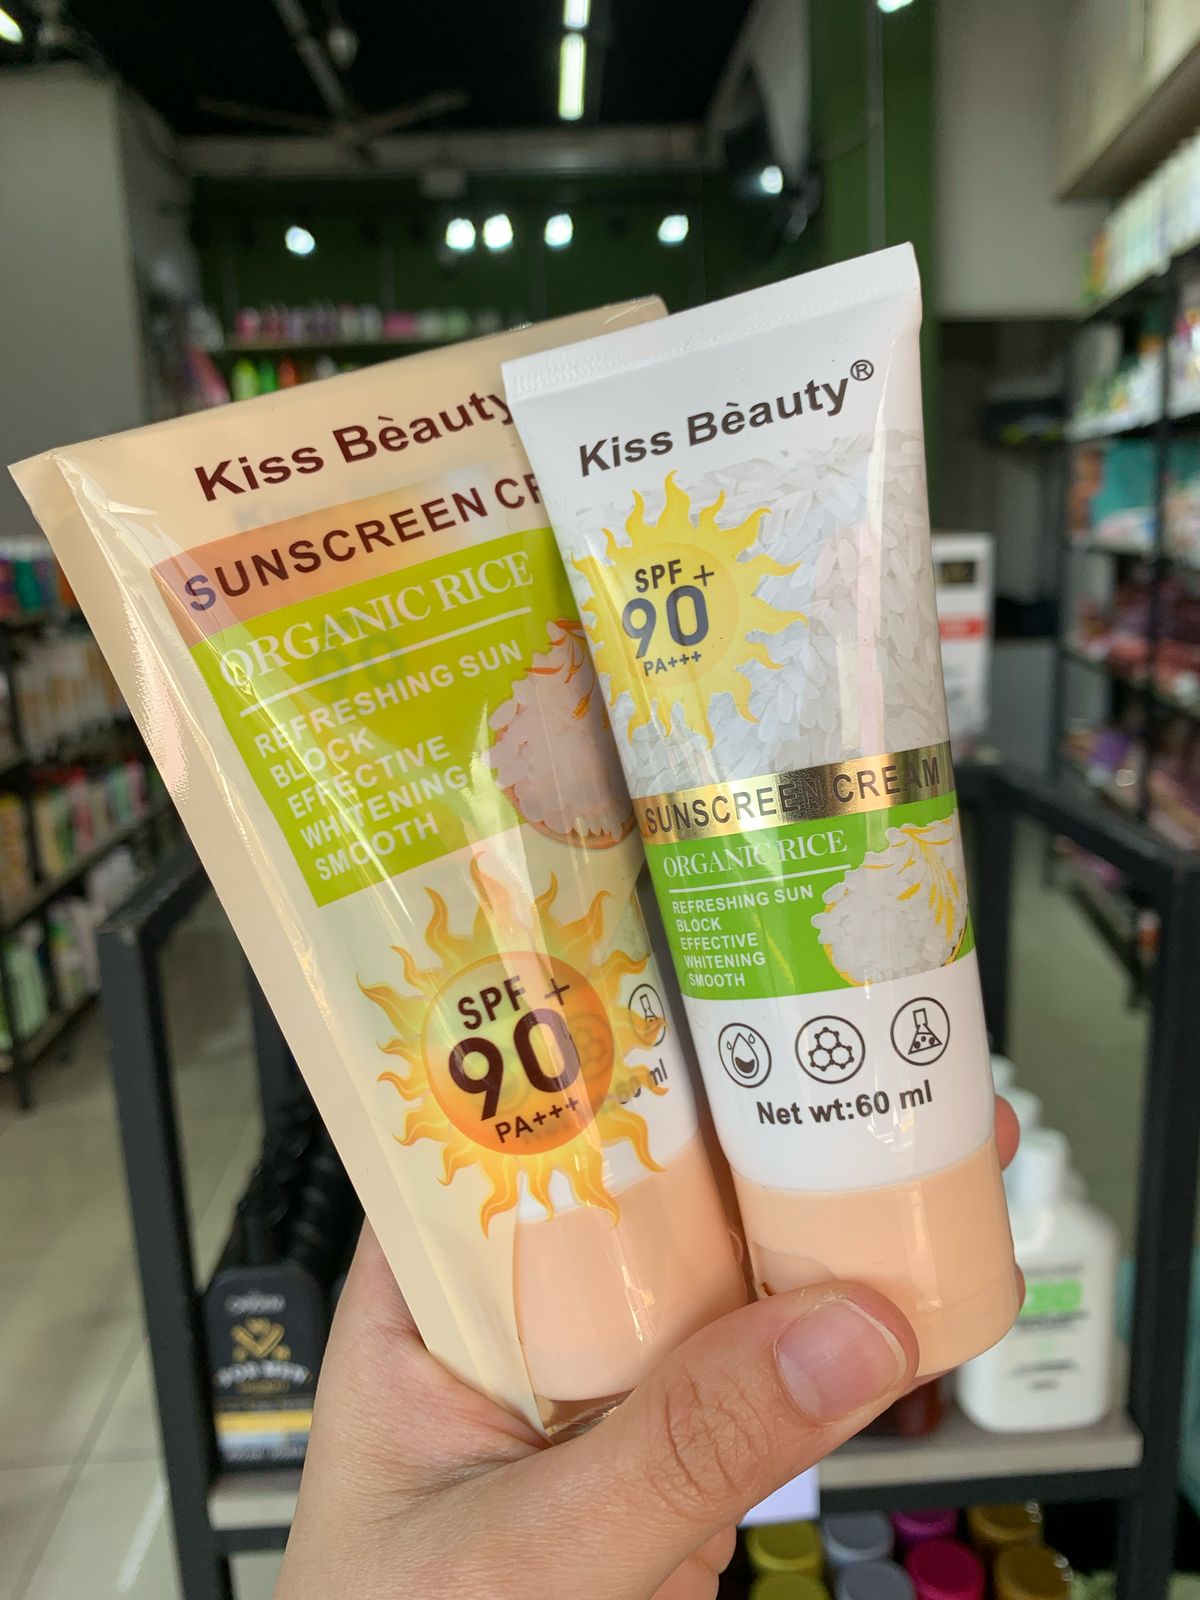 Kiss Bèauty
SUNSCREEN
ORGANIC RICE
REFRESHING SUN
BLOCK
EFFECTIVE
WHITENING
SMOOTH
SPF +
90
PA+++
ml
Kiss Bèauty®
SPF +
90
PA+++
SUNSCREEN CREAM
ORGANIC RICE
REFRESHING SUN
BLOCK
EFFECTIVE
WHITENING
SMOOTH
Net wt:60 ml